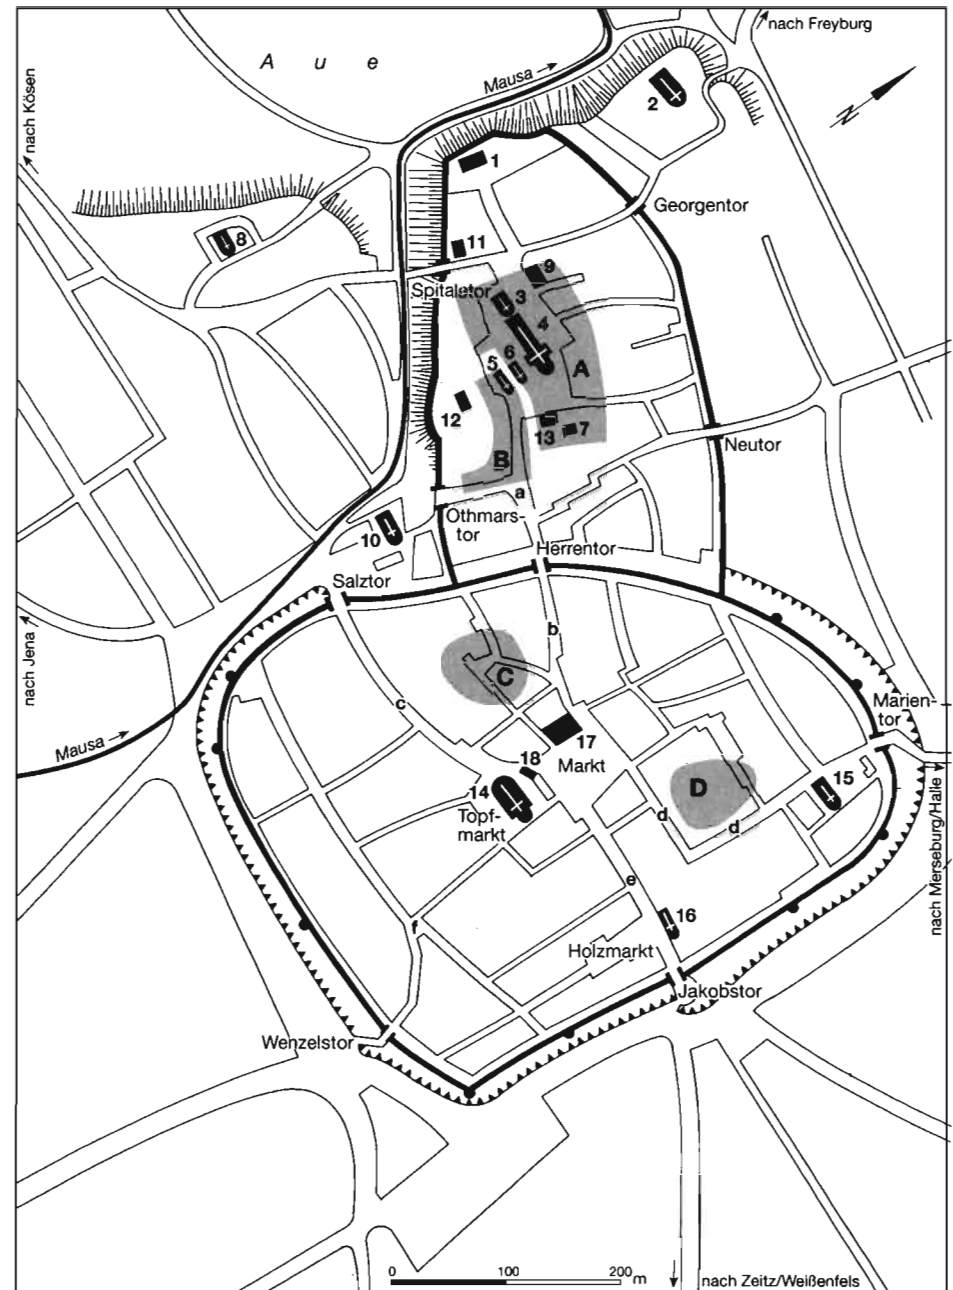 nach Freyburg
A u e
Mausa
nach Kösen
2
N
1
Georgentor
8
11
9
Spitalstor
3
4
6
5
A
12
13
7
Neutor
B
a
Othmars-
tor
10
Herrentor
Salztor
b
nach Jena
C
c
Marien-
tor
Mausa
17
18
Markt
14
D
15
Topf-
markt
d
d
nach Merseburg/Halle
e
16
f
Holzmarkt
Jakobstor
Wenzelstor
0 100 200 m
nach Zeitz/Weißenfels